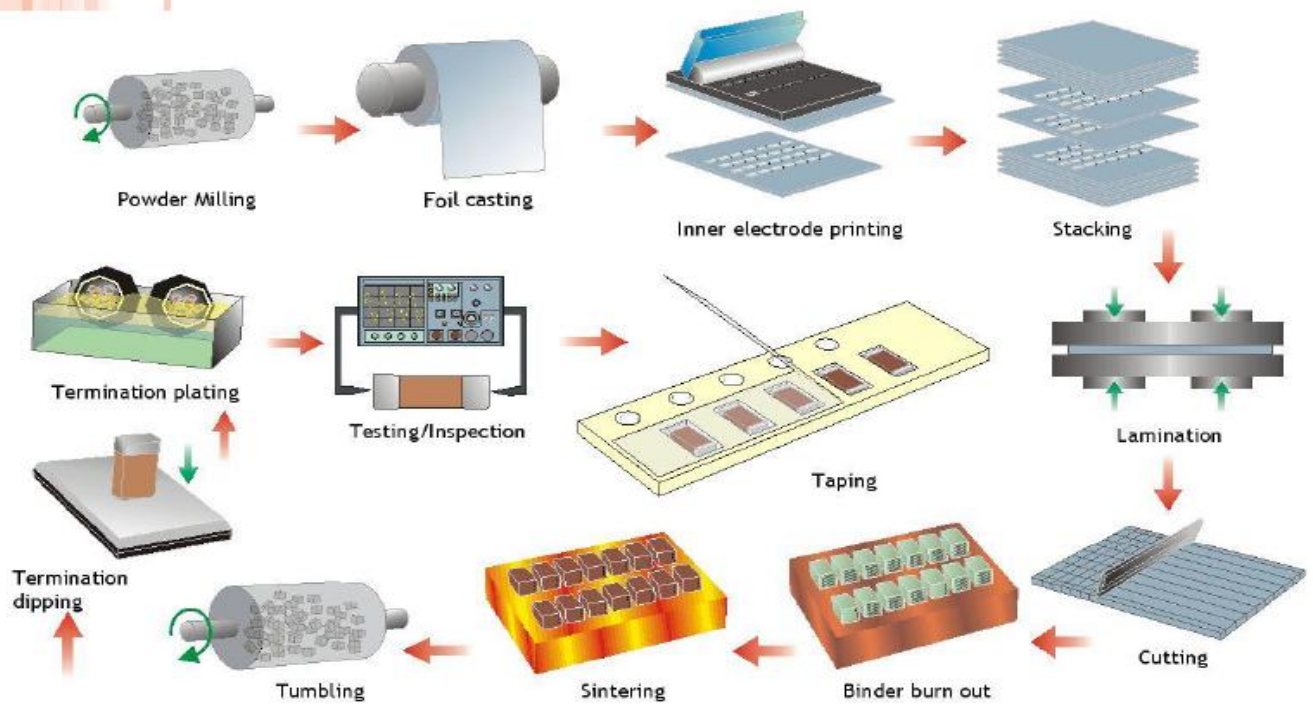 Powder Milling
Foil casting
Inner electrode printing
Stacking
Termination plating
Testing/Inspection
Taping
Lamination
Termination
dipping
Tumbling
Sintering
Binder burn out
Cutting